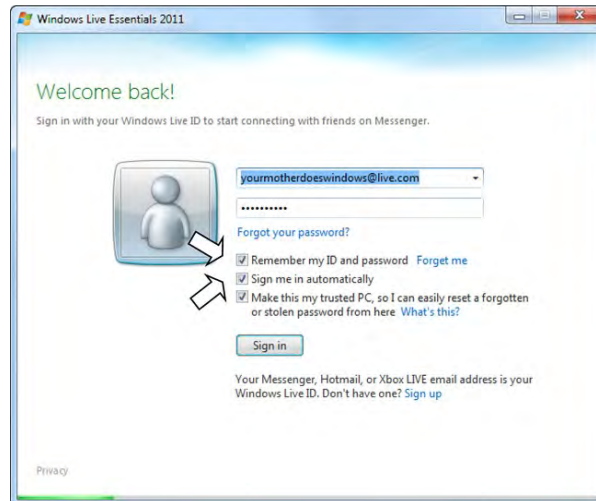 Windows Live Essentials 2011
Welcome back!
Sign in with your Windows Live ID to start connecting with friends on Messenger.
yourmotherdoeswindows@live.com
••••••••••
Forgot your password?
Remember my ID and password Forget me
Sign me in automatically
Make this my trusted PC, so I can easily reset a forgotten
or stolen password from here What's this?
Sign in
Your Messenger, Hotmail, or Xbox LIVE email address is your
Windows Live ID. Don't have one? Sign up
Privacy